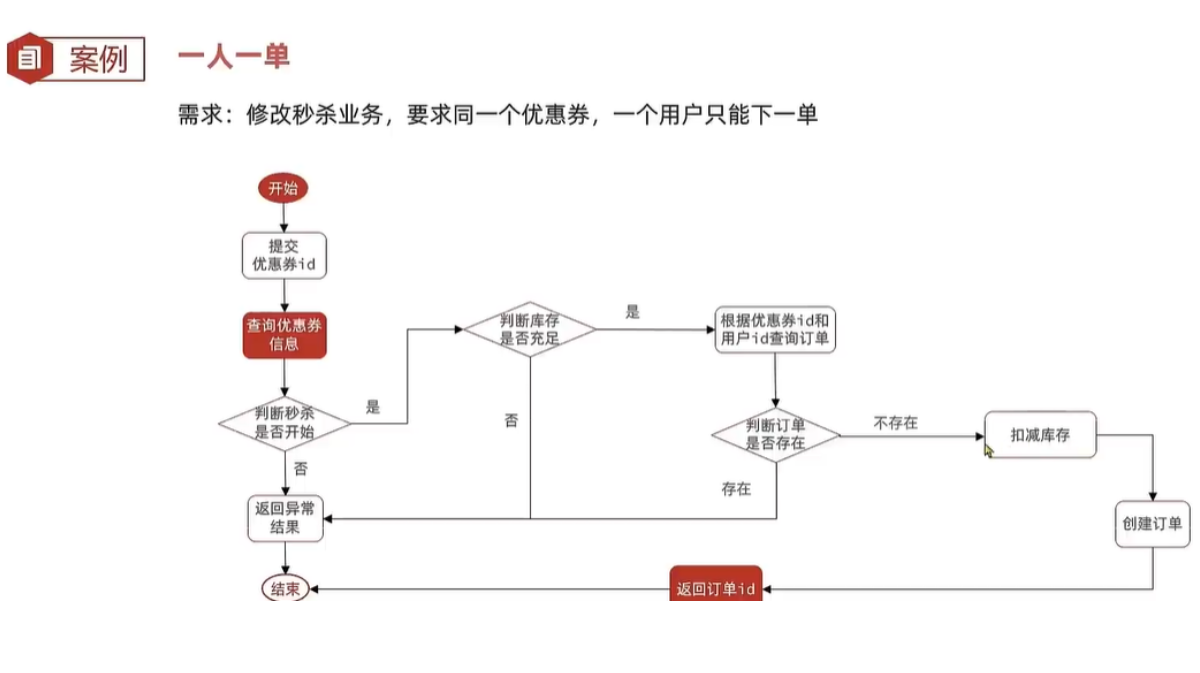 案例
一人一单
需求：修改秒杀业务，要求同一个优惠券，一个用户只能下一单
开始
提交
优惠券id
查询优惠券
信息
判断秒杀
是否开始
是
否
返回异常
结果
结束
判断库存
是否充足
是
否
根据优惠券id和
用户id查询订单
判断订单
是否存在
不存在
存在
扣减库存
创建订单
返回订单id